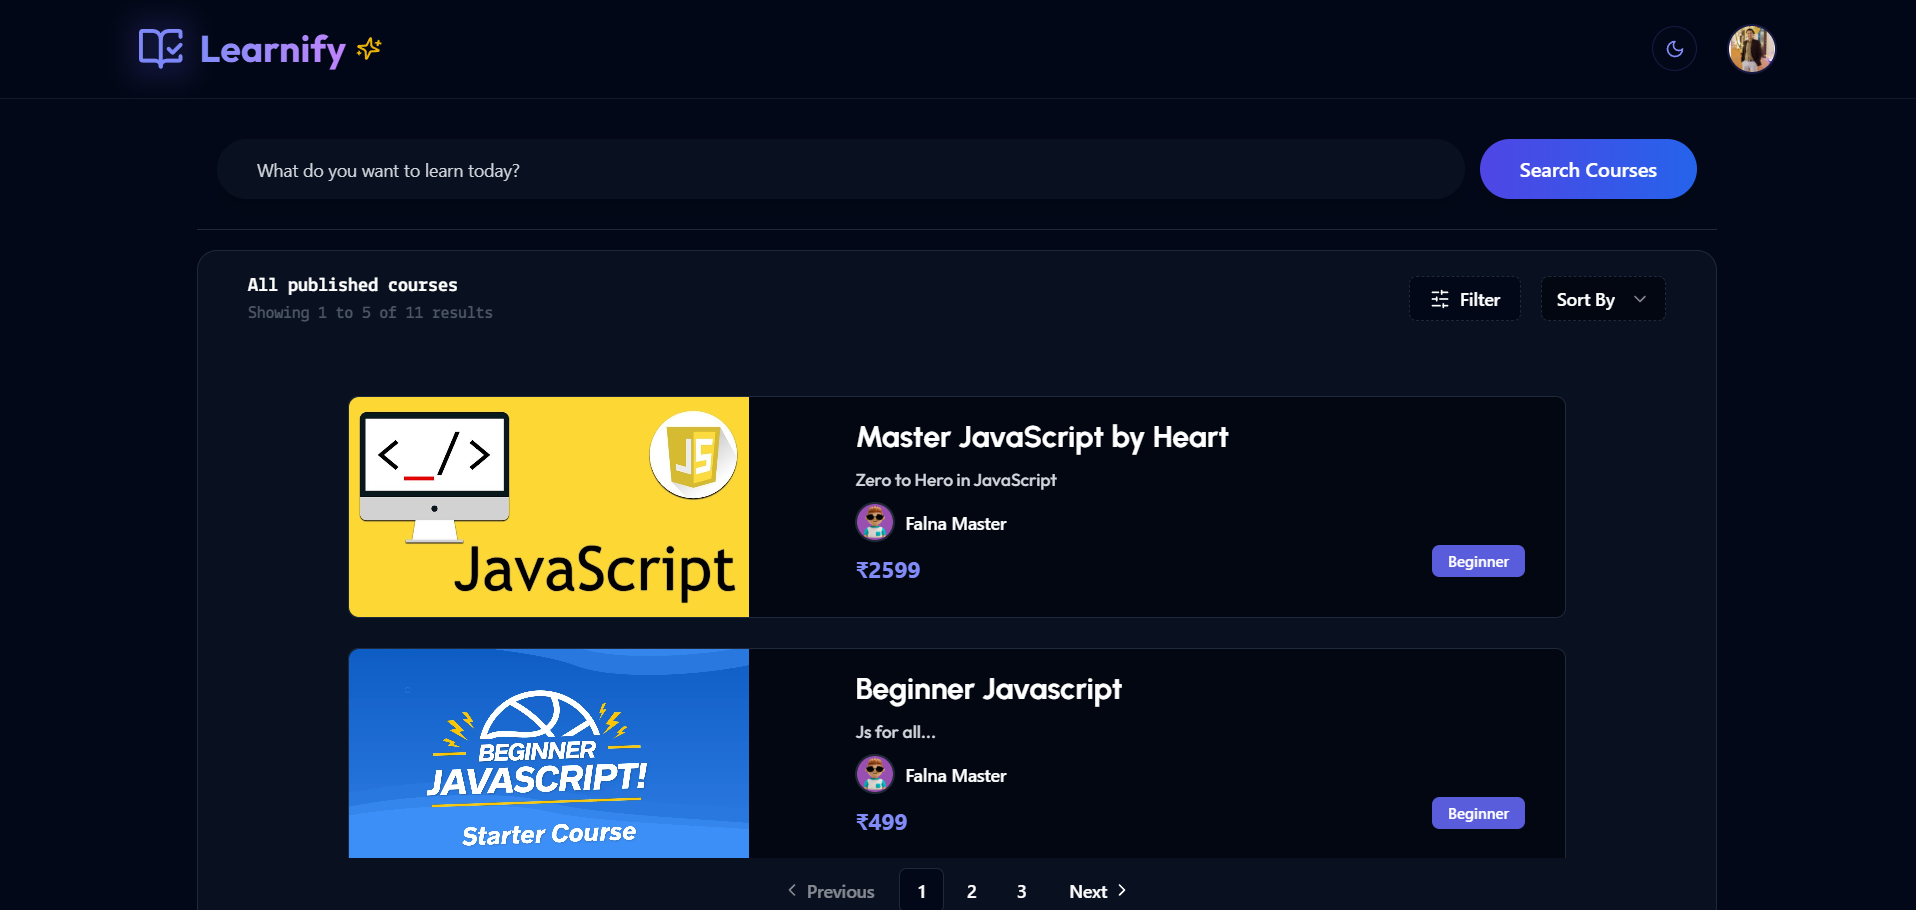 Learnify
What do you want to learn today?
Search Courses
All published courses
Showing 1 to 5 of 11 results
Filter
Sort By
<_/>
JS
JavaScript
Master JavaScript by Heart
Zero to Hero in JavaScript
Falna Master
₹2599
Beginner
BEGINNER
JAVASCRIPT!
Starter Course
Beginner Javascript
Js for all...
Falna Master
₹499
Beginner
Previous
1
2
3
Next